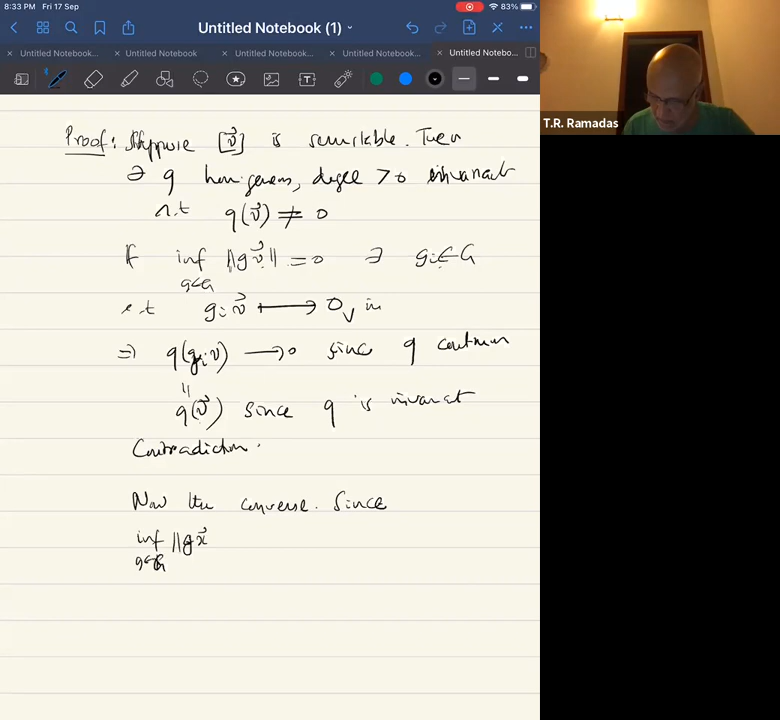 8:33 PM Fri 17 Sep
83%
Untitled Notebook (1)
Untitled Notebook...
Untitled Notebook
Untitled Notebook...
Untitled Notebook...
Untitled Notebo...
T.R. Ramadas
Proof: Suppose [v⃗] is semistable. Then
∃ q homogeneous, degree > 0 invariant
s.t q(v⃗) ≠ 0
If inf ||g v⃗|| = 0 ∃ gᵢ ∈ G
g∈G
s.t gᵢ v⃗ ⟼ 0_V in
⇒ q(gᵢ v) → 0 since q continuous
||
q(v⃗) since q is invariant
Contradiction.
Now the converse. Since
inf ||g x⃗
g∈G